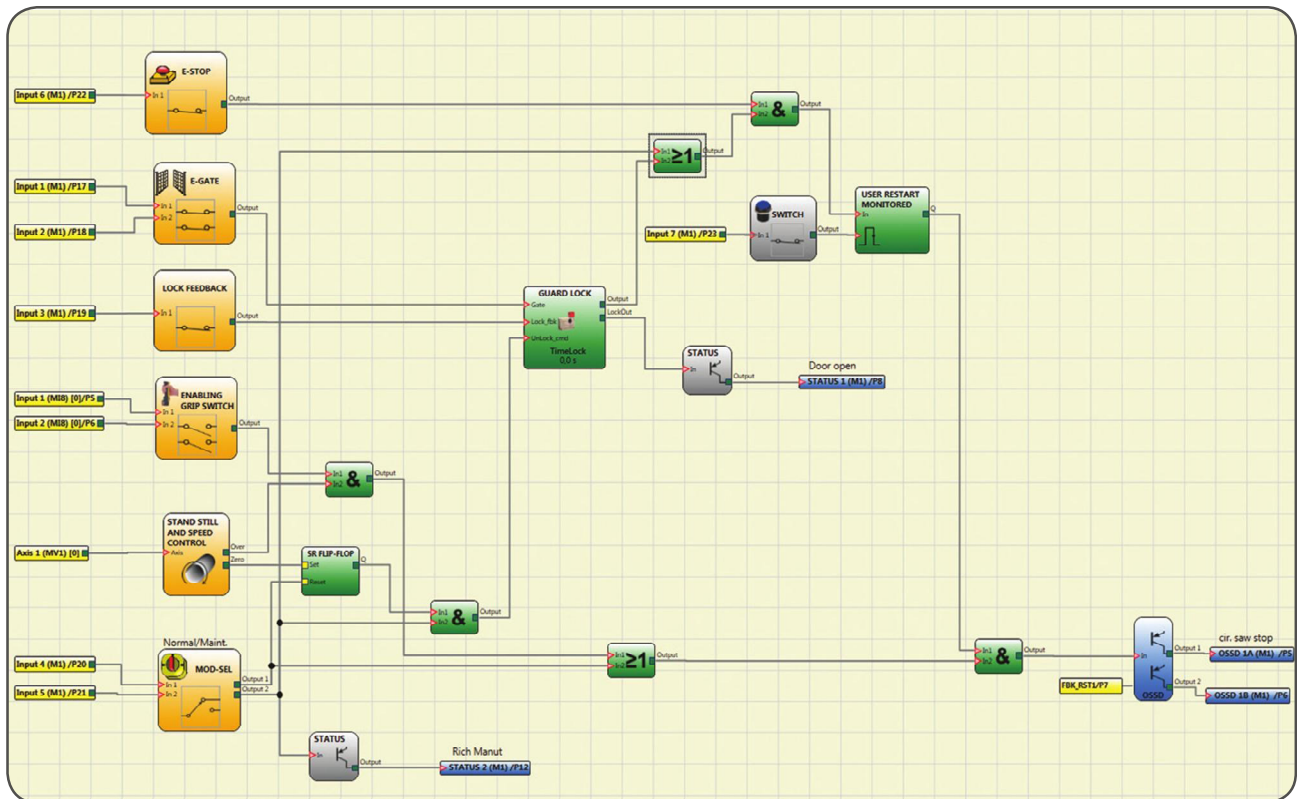 E-STOP
Input 6 (M1) /P22
In 1
Output
In1
In2
&
Output
In1
In2
≥1
Output
E-GATE
Input 1 (M1) /P17
Input 2 (M1) /P18
In 1
In 2
Output
SWITCH
Input 7 (M1) /P23
In 1
Output
USER RESTART
MONITORED
In
Q
LOCK FEEDBACK
Input 3 (M1) /P19
In 1
Output
GUARD LOCK
Gate
Lock_fbk
UnLock_cmd
Output
LockOut
TimeLock
0,0 s
STATUS
In
Output
Door open
STATUS 1 (M1) /P8
ENABLING
GRIP SWITCH
Input 1 (MI8) [0]/P5
Input 2 (MI8) [0]/P6
In 1
In 2
Output
In1
In2
&
Output
STAND STILL
AND SPEED
CONTROL
Axis 1 (MV1) [0]
Axis
Over
Zero
SR FLIP-FLOP
Set
Reset
Q
In1
In2
&
Output
Normal/Maint.
MOD-SEL
Input 4 (M1) /P20
Input 5 (M1) /P21
In 1
In 2
Output 1
Output 2
In1
In2
≥1
Output
In1
In2
&
Output
FBK_RST1/P7
In
OSSD
Output 1
Output 2
cir. saw stop
OSSD 1A (M1) /P5
OSSD 1B (M1) /P6
STATUS
In
Output
Rich Manut
STATUS 2 (M1) /P12